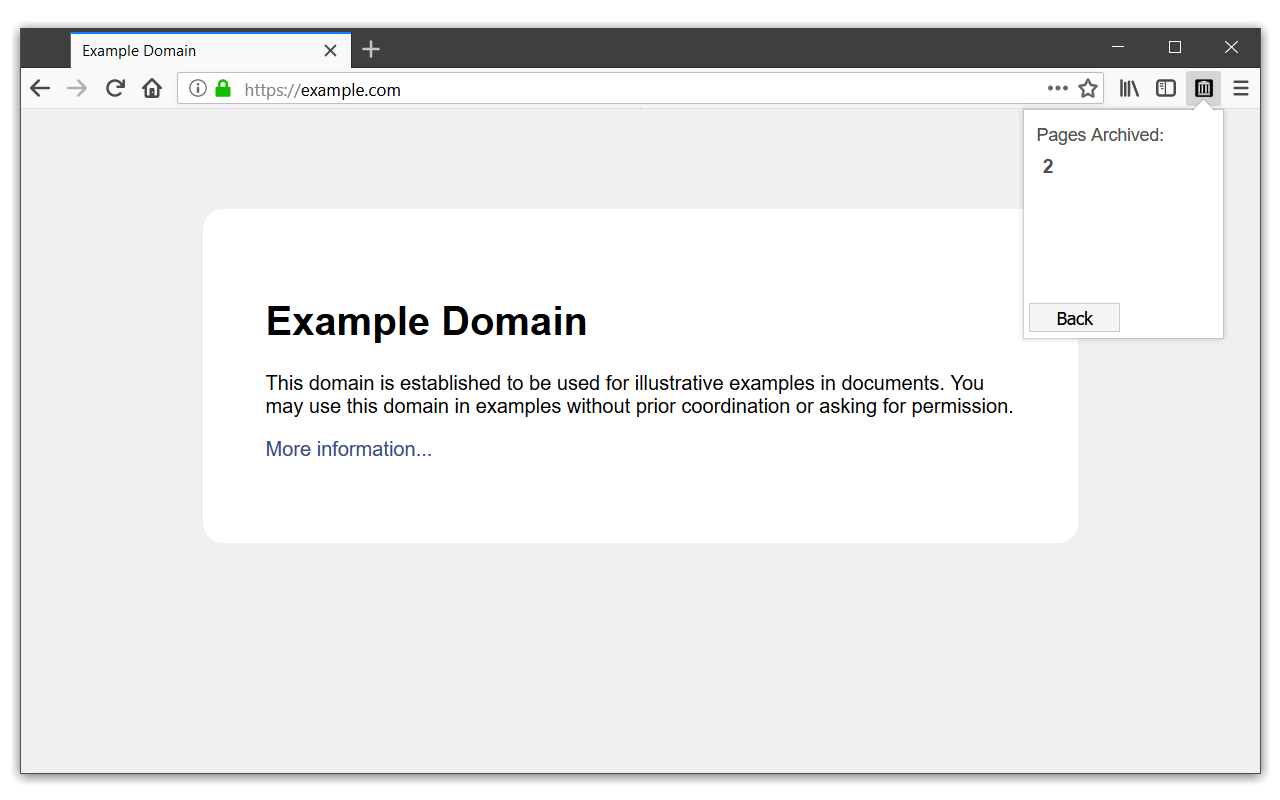 Example Domain
https://example.com
Pages Archived:
2
Back
Example Domain
This domain is established to be used for illustrative examples in documents. You
may use this domain in examples without prior coordination or asking for permission.
More information...